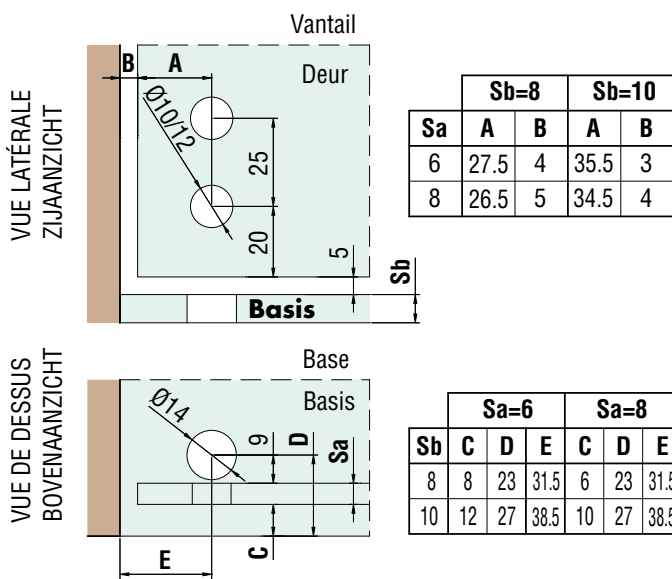 Vantail
Deur
B
A
Ø10/12
25
20
5
Sb
Basis
VUE LATÉRALE
ZIJAANZICHT
Sb=8 Sb=10
Sa A B A B
6 27.5 4 35.5 3
8 26.5 5 34.5 4
Base
Basis
Ø14
9
D
Sa
C
E
VUE DE DESSUS
BOVENAANZICHT
Sa=6 Sa=8
Sb C D E C D E
8 8 23 31.5 6 23 31.5
10 12 27 38.5 10 27 38.5